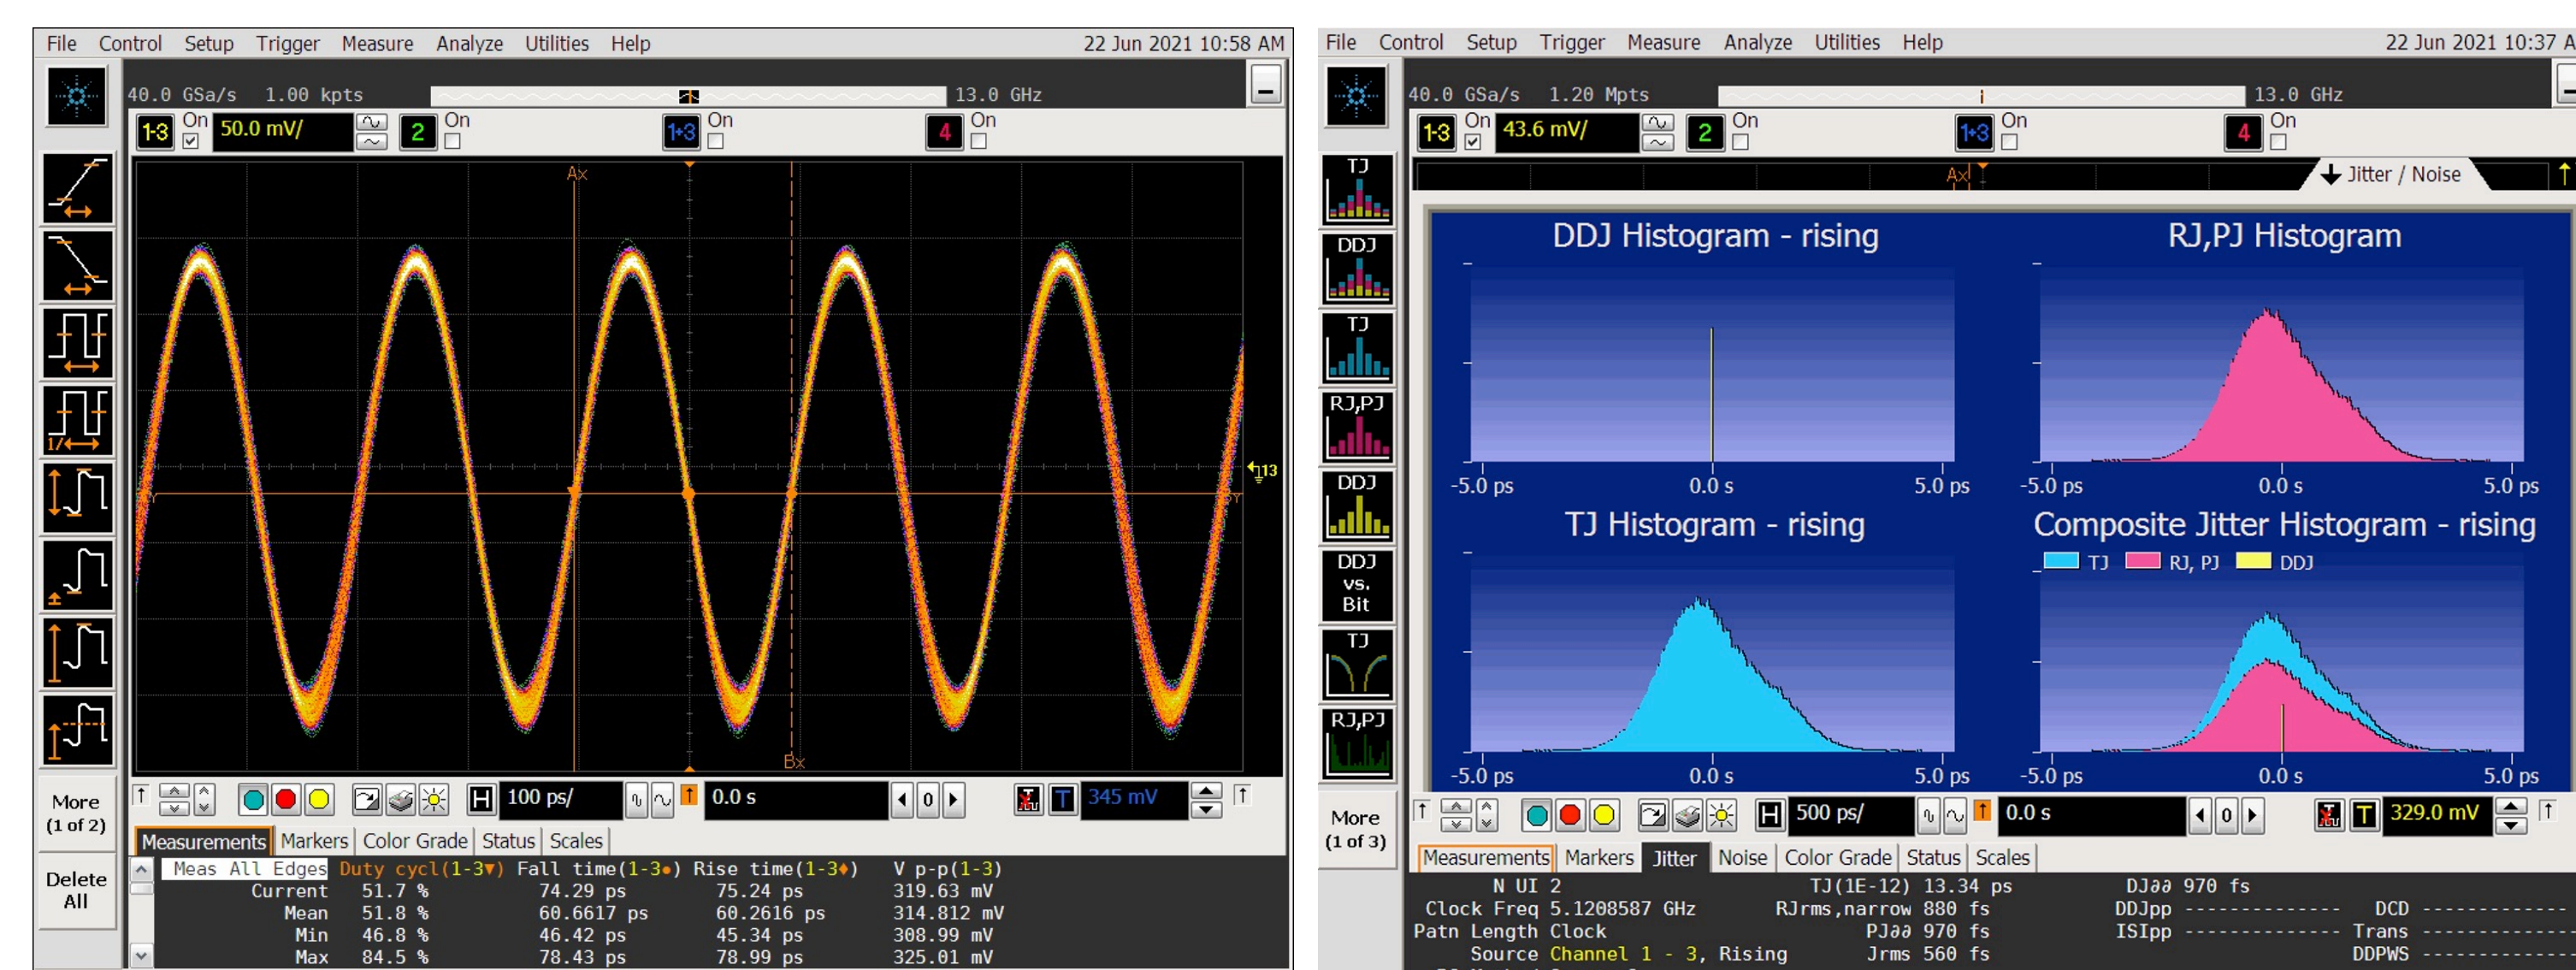 File Control Setup Trigger Measure Analyze Utilities Help 22 Jun 2021 10:58 AM
40.0 GSa/s 1.00 kpts 13.0 GHz
1-3 On 50.0 mV/ 2 On 1+3 On 4 On
Ax
13
Bx
More
(1 of 2)
Delete
All
H 100 ps/ 0.0 s 0 T 345 mV
Measurements Markers Color Grade Status Scales
Meas All Edges Duty cycl(1-3▼) Fall time(1-3●) Rise time(1-3♦) V p-p(1-3)
Current 51.7 % 74.29 ps 75.24 ps 319.63 mV
Mean 51.8 % 60.6617 ps 60.2616 ps 314.812 mV
Min 46.8 % 46.42 ps 45.34 ps 308.99 mV
Max 84.5 % 78.43 ps 78.99 ps 325.01 mV
File Control Setup Trigger Measure Analyze Utilities Help 22 Jun 2021 10:37 A
40.0 GSa/s 1.20 Mpts 13.0 GHz
1-3 On 43.6 mV/ 2 On 1+3 On 4 On
Ax Jitter / Noise
TJ
DDJ
TJ
RJ,PJ
DDJ
DDJ
vs.
Bit
TJ
RJ,PJ
More
(1 of 3)
DDJ Histogram - rising RJ,PJ Histogram
-5.0 ps 0.0 s 5.0 ps -5.0 ps 0.0 s 5.0 ps
TJ Histogram - rising Composite Jitter Histogram - rising
TJ RJ, PJ DDJ
-5.0 ps 0.0 s 5.0 ps -5.0 ps 0.0 s 5.0 ps
H 500 ps/ 0.0 s 0 T 329.0 mV
Measurements Markers Jitter Noise Color Grade Status Scales
N UI 2 TJ(1E-12) 13.34 ps DJ∂∂ 970 fs
Clock Freq 5.1208587 GHz RJrms,narrow 880 fs DDJpp -------------- DCD -------------
Patn Length Clock PJ∂∂ 970 fs ISIpp -------------- Trans -------------
Source Channel 1 - 3, Rising Jrms 560 fs DDPWS -------------